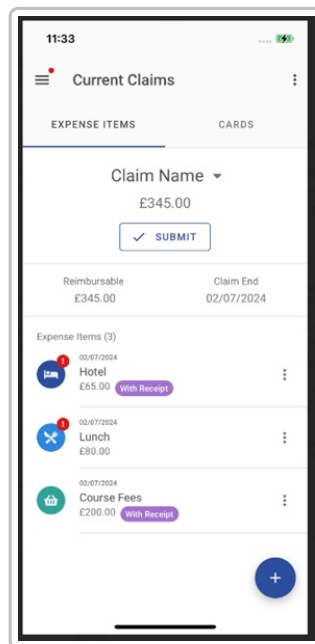 11:33
Current Claims
EXPENSE ITEMS CARDS
Claim Name
£345.00
SUBMIT
Reimbursable Claim End
£345.00 02/07/2024
Expense Items (3)
02/07/2024
Hotel
£65.00 With Receipt
02/07/2024
Lunch
£80.00
02/07/2024
Course Fees
£200.00 With Receipt